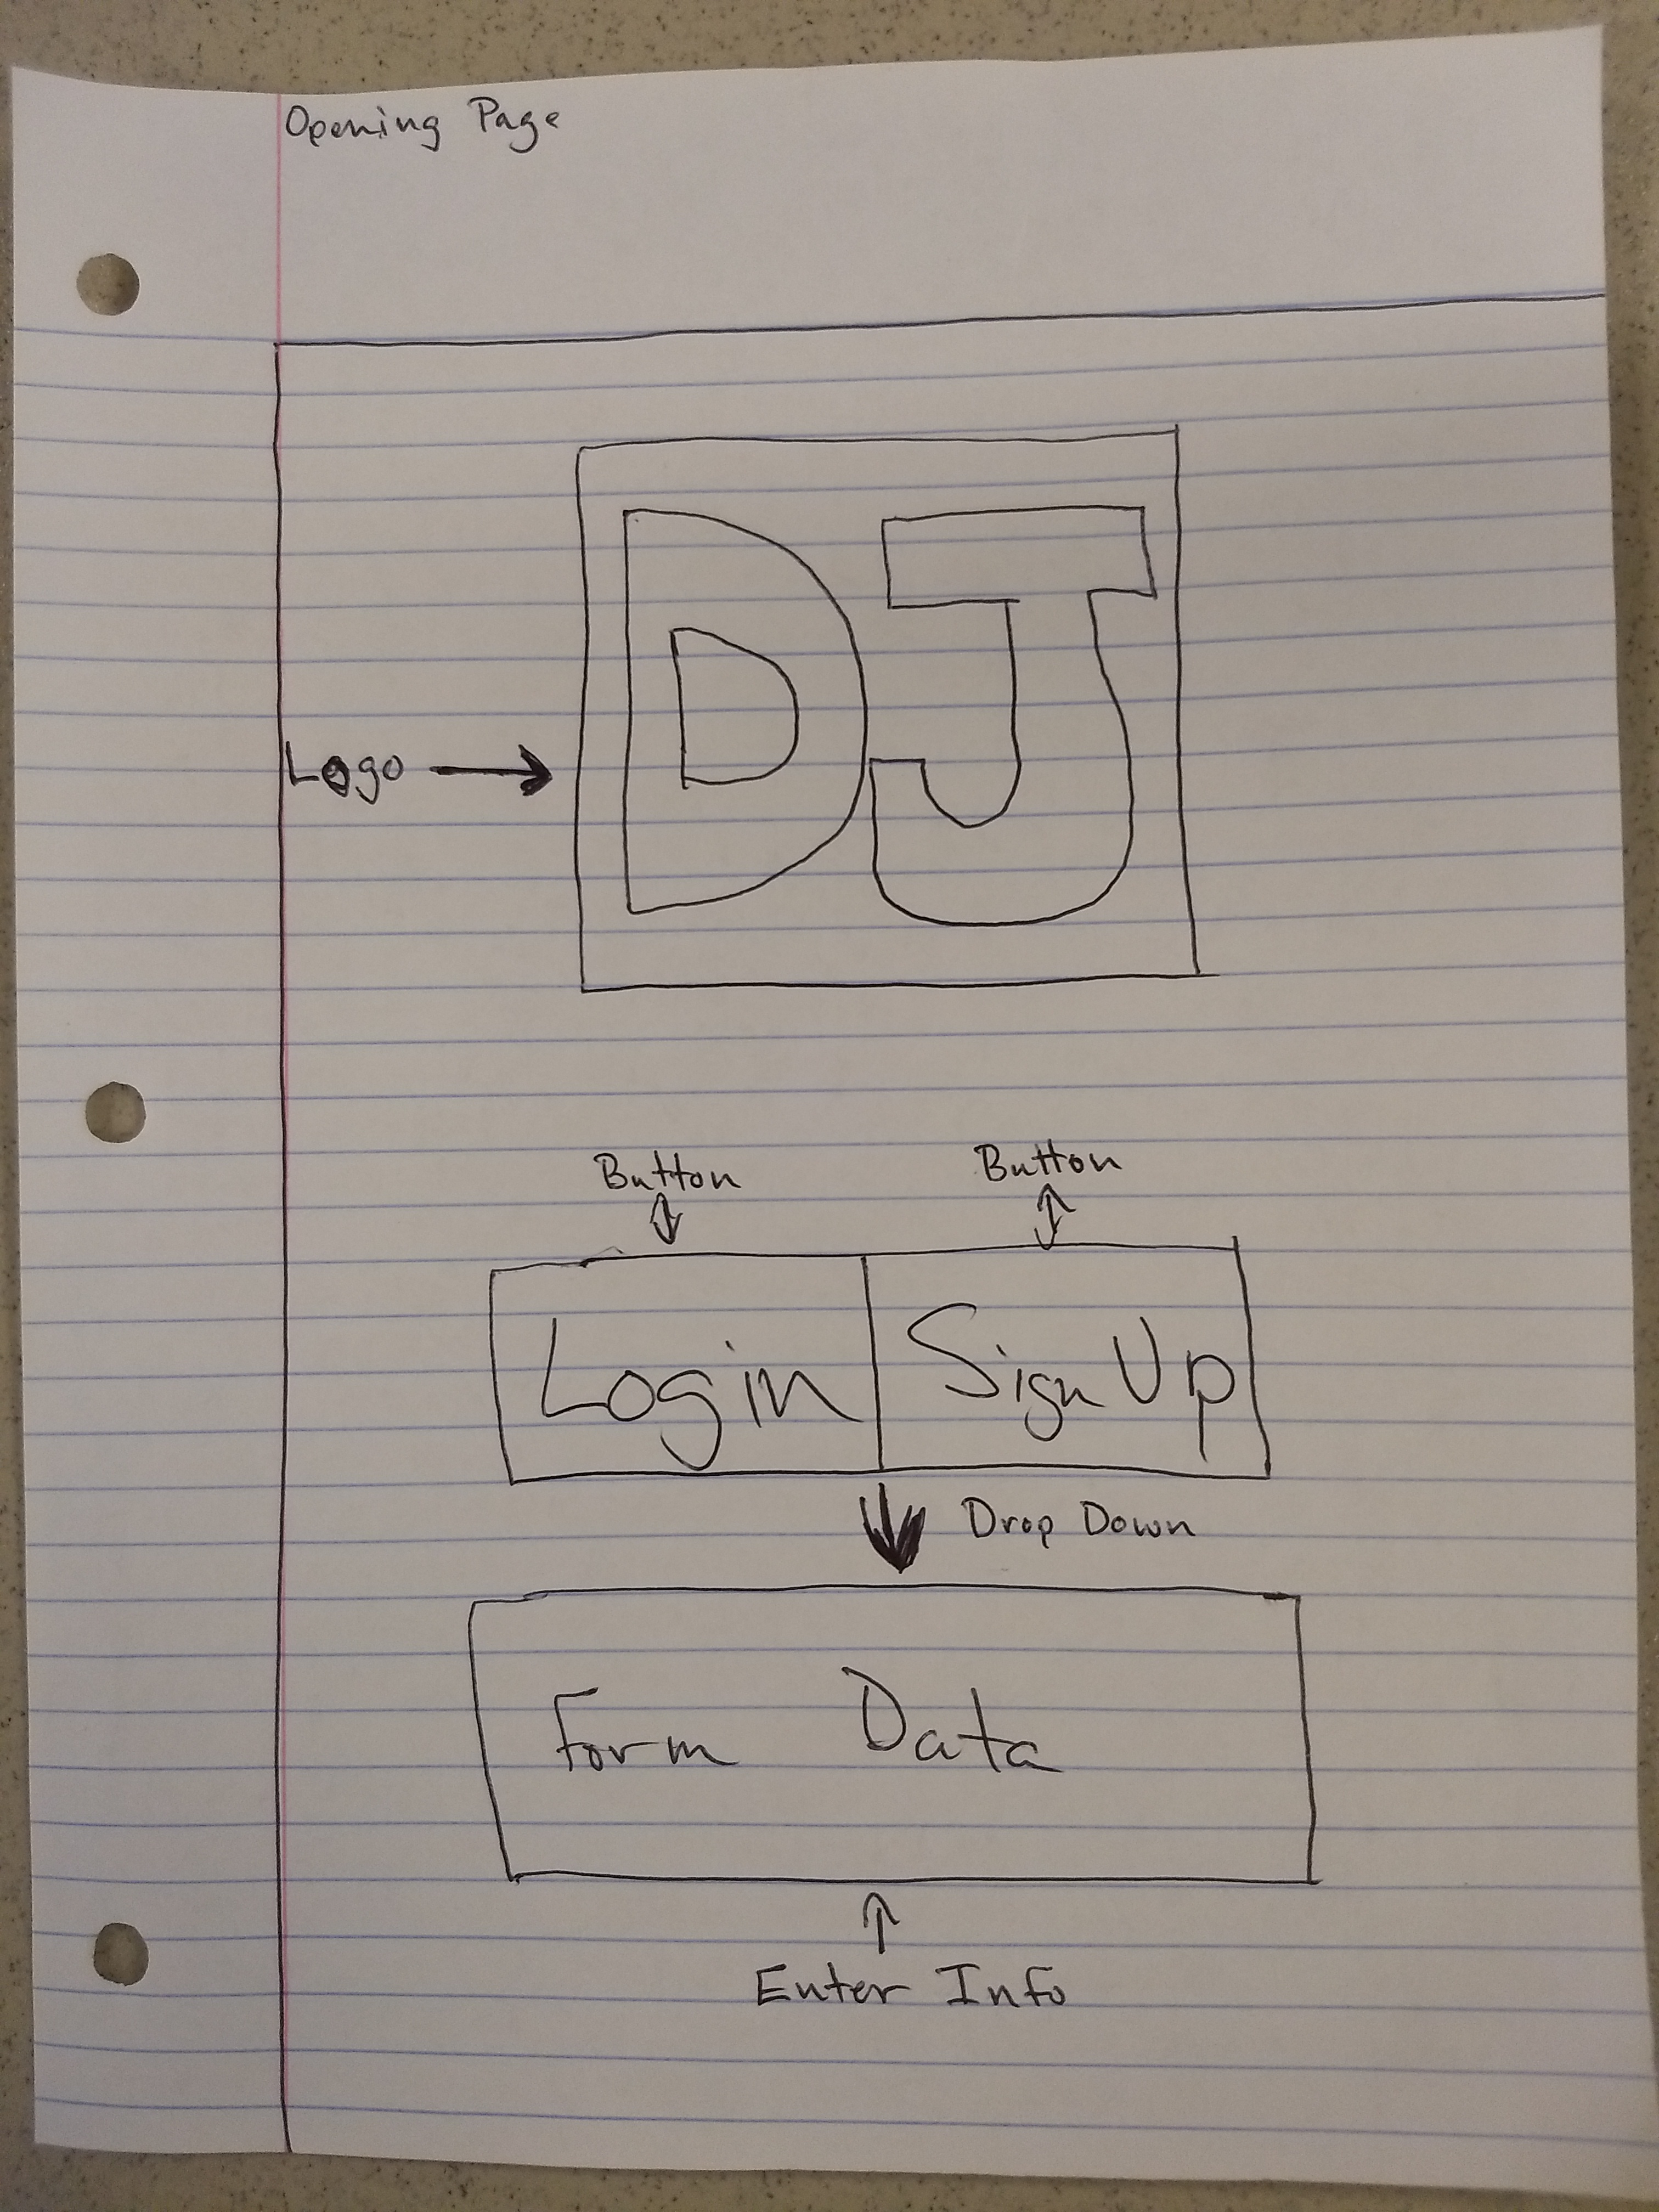 Opening Page
DJ
Logo
Button
Button
Login
Sign Up
Drop Down
Form Data
Enter Info